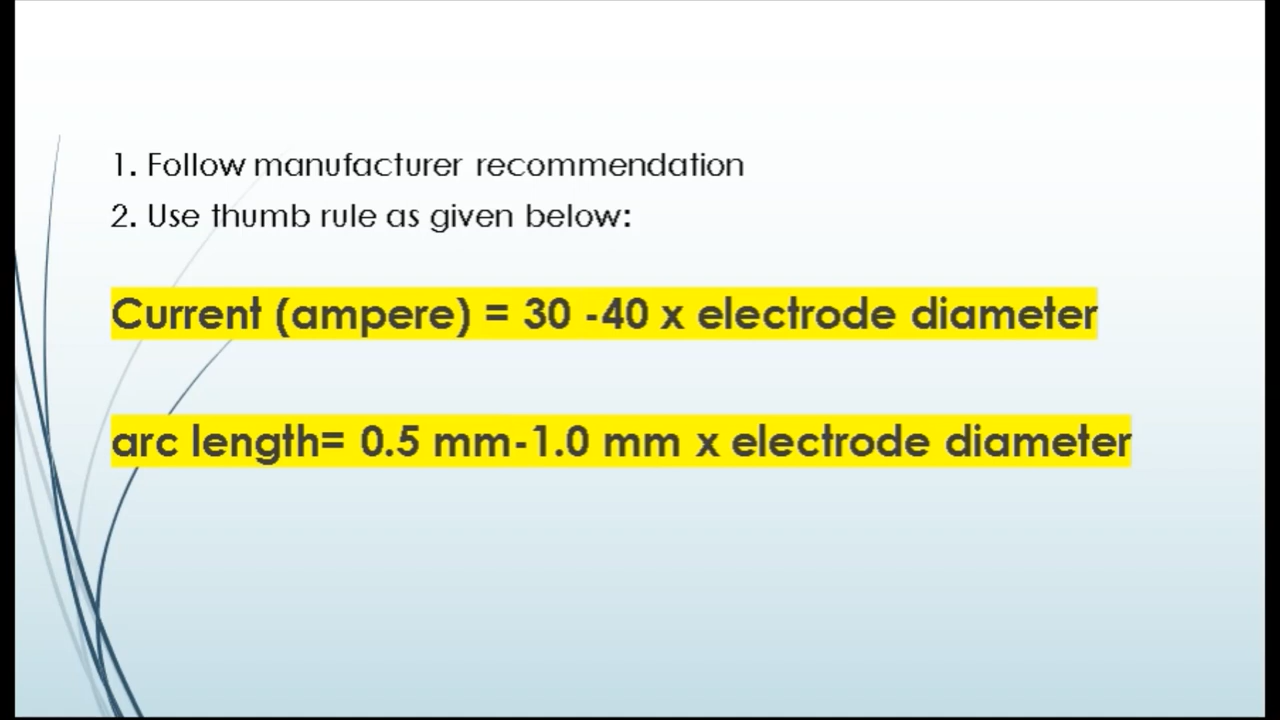 1. Follow manufacturer recommendation
2. Use thumb rule as given below:
Current (ampere) = 30 -40 x electrode diameter
arc length= 0.5 mm-1.0 mm x electrode diameter